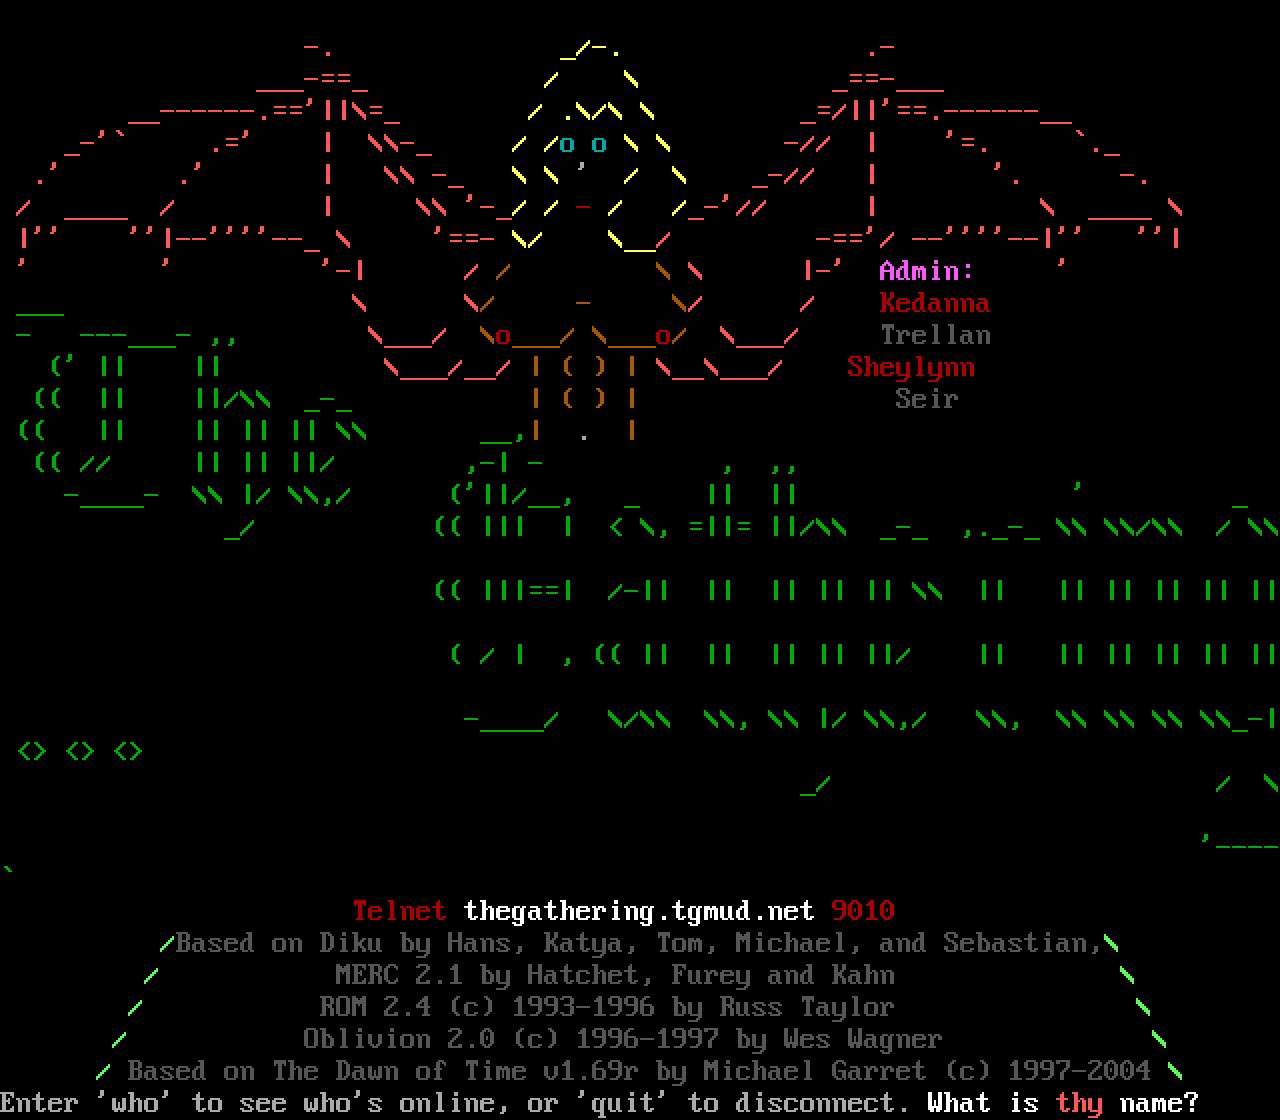 Admin:
Kedanna
Trellan
Sheylynn
Seir
The
Gathering
Telnet thegathering.tgmud.net 9010
Based on Diku by Hans, Katya, Tom, Michael, and Sebastian,
MERC 2.1 by Hatchet, Furey and Kahn
ROM 2.4 (c) 1993-1996 by Russ Taylor
Oblivion 2.0 (c) 1996-1997 by Wes Wagner
Based on The Dawn of Time v1.69r by Michael Garret (c) 1997-2004
Enter 'who' to see who's online, or 'quit' to disconnect. What is thy name?